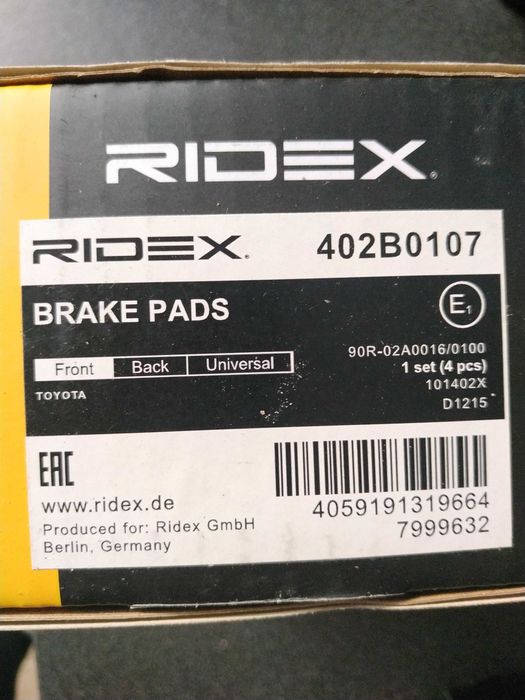 RIDEX.
RIDEX. 402B0107
BRAKE PADS E1
90R-02A0016/0100
Front Back Universal 1 set (4 pcs)
101402X
TOYOTA D1215
EAC
www.ridex.de 4059191319664
Produced for: Ridex GmbH 7999632
Berlin, Germany